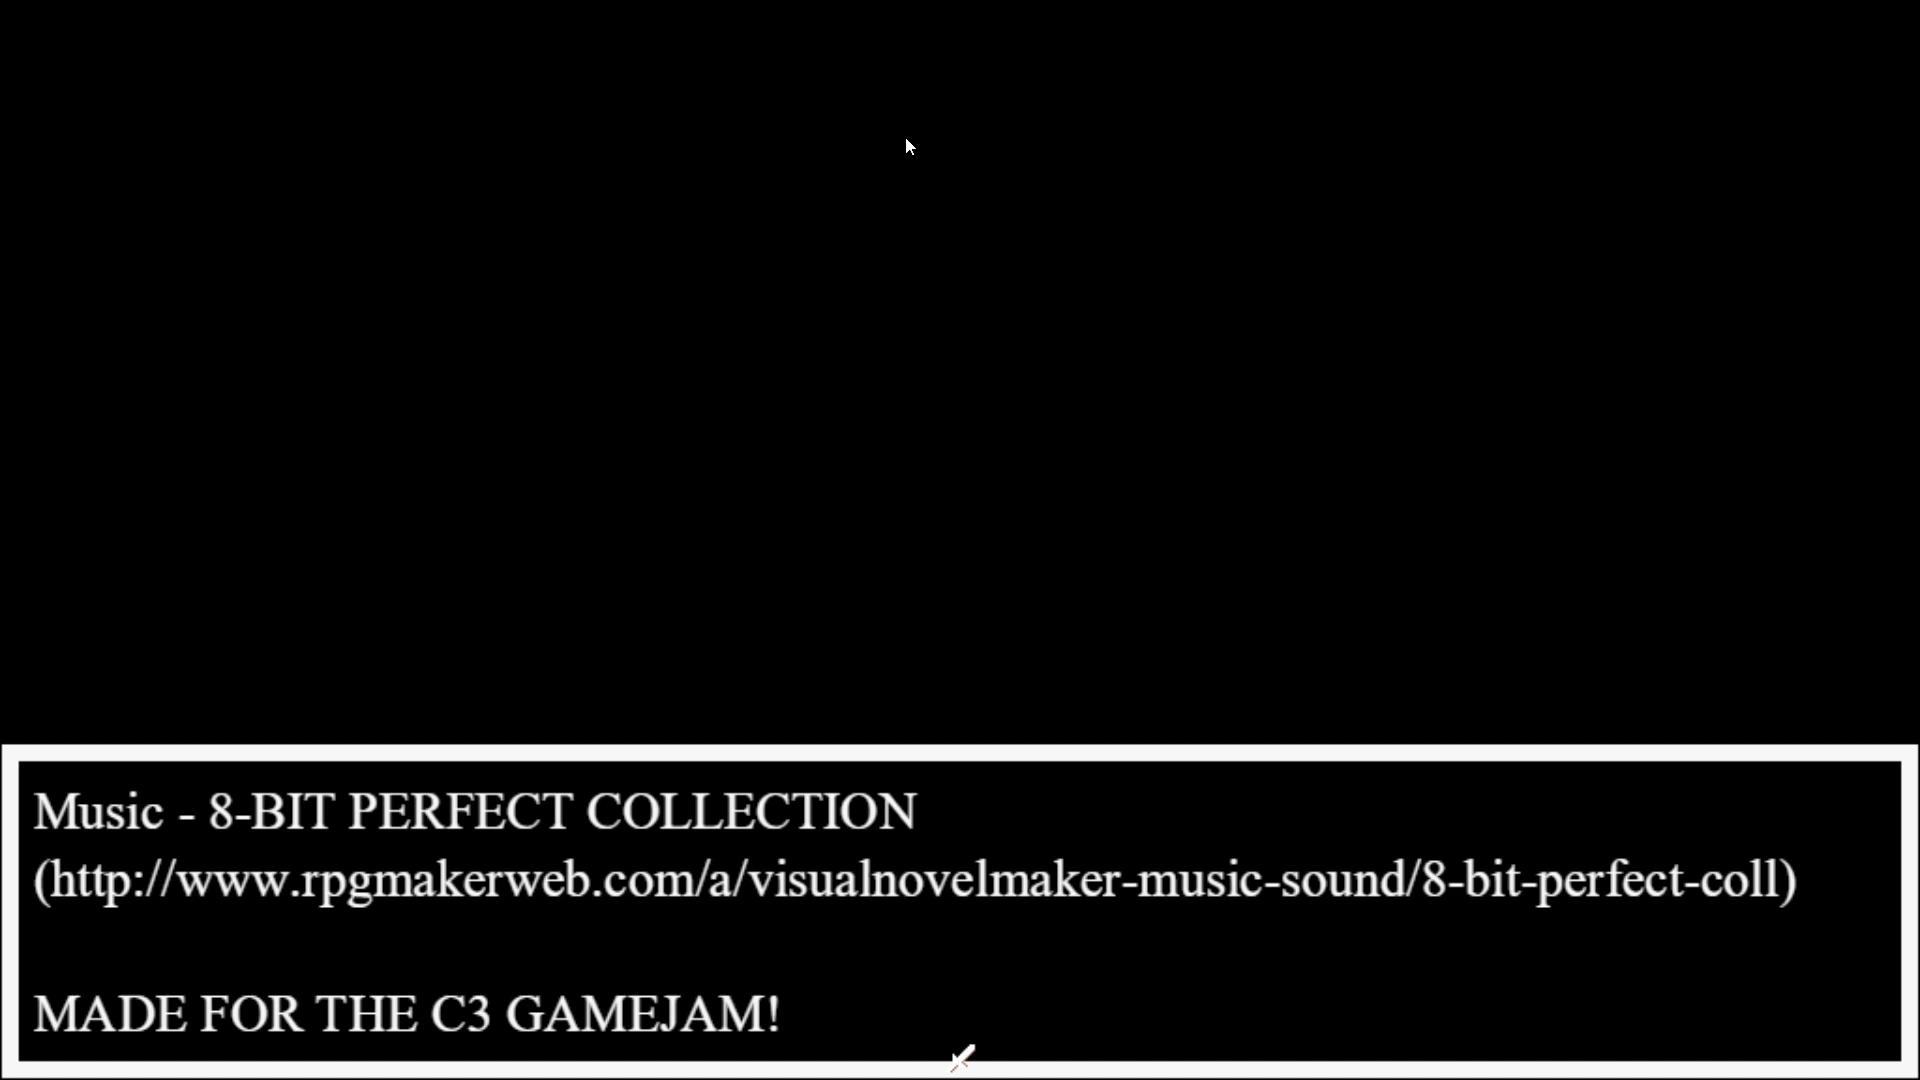 Music - 8-BIT PERFECT COLLECTION
(http://www.rpgmakerweb.com/a/visualnovelmaker-music-sound/8-bit-perfect-coll)
MADE FOR THE C3 GAMEJAM!